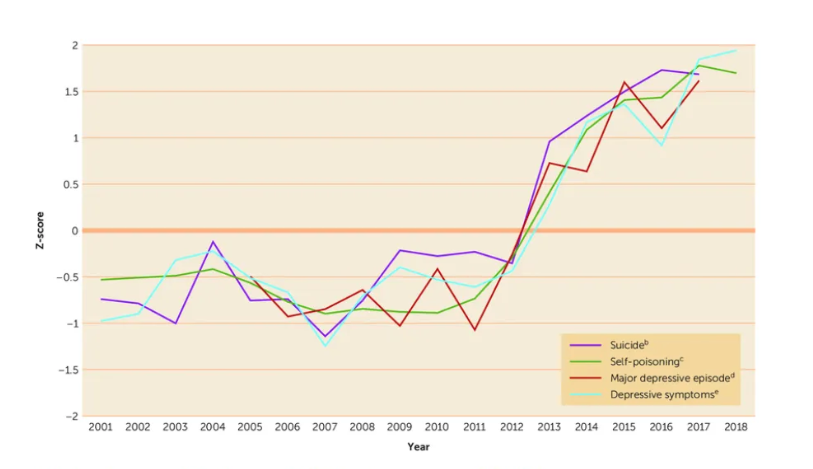 2
1.5
1
0.5
0
−0.5
−1
−1.5
−2
Z-score
2001 2002 2003 2004 2005 2006 2007 2008 2009 2010 2011 2012 2013 2014 2015 2016 2017 2018
Year
Suicideb
Self-poisoningc
Major depressive episoded
Depressive symptomse